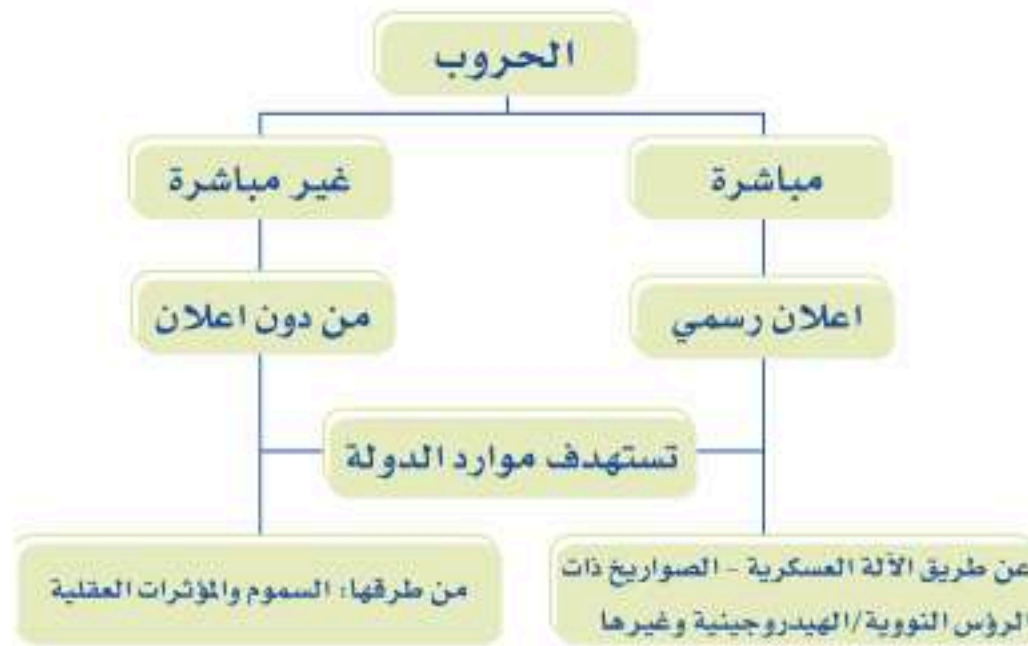 الحروب
مباشرة
غير مباشرة
اعلان رسمي
من دون اعلان
تستهدف موارد الدولة
عن طريق الآلة العسكرية - الصواريخ ذات
الرؤس النووية/الهيدروجينية وغيرها
من طرقها: السموم والمؤثرات العقلية